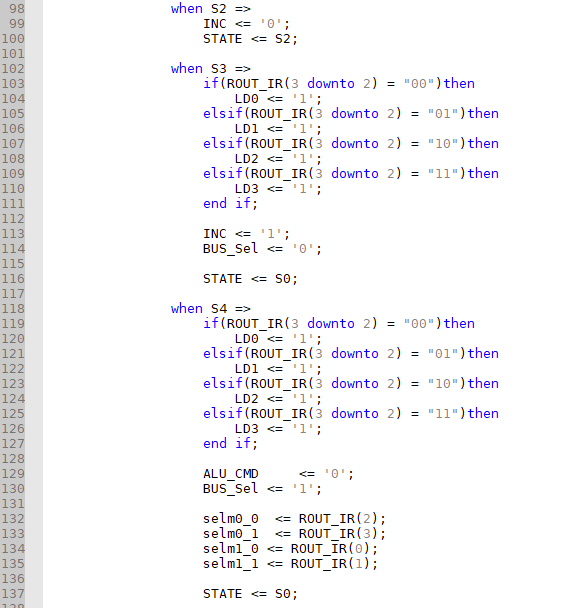 98 when S2 =>
99 INC <= '0';
100 STATE <= S2;
101
102 when S3 =>
103 if(ROUT_IR(3 downto 2) = "00")then
104 LD0 <= '1';
105 elsif(ROUT_IR(3 downto 2) = "01")then
106 LD1 <= '1';
107 elsif(ROUT_IR(3 downto 2) = "10")then
108 LD2 <= '1';
109 elsif(ROUT_IR(3 downto 2) = "11")then
110 LD3 <= '1';
111 end if;
112
113 INC <= '1';
114 BUS_Sel <= '0';
115
116 STATE <= S0;
117
118 when S4 =>
119 if(ROUT_IR(3 downto 2) = "00")then
120 LD0 <= '1';
121 elsif(ROUT_IR(3 downto 2) = "01")then
122 LD1 <= '1';
123 elsif(ROUT_IR(3 downto 2) = "10")then
124 LD2 <= '1';
125 elsif(ROUT_IR(3 downto 2) = "11")then
126 LD3 <= '1';
127 end if;
128
129 ALU_CMD     <= '0';
130 BUS_Sel <= '1';
131
132 selm0_0  <= ROUT_IR(2);
133 selm0_1  <= ROUT_IR(3);
134 selm1_0 <= ROUT_IR(0);
135 selm1_1 <= ROUT_IR(1);
136
137 STATE <= S0;